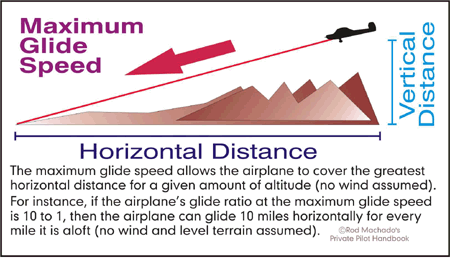 Maximum
Glide
Speed
Vertical
Distance
Horizontal Distance
The maximum glide speed allows the airplane to cover the greatest
horizontal distance for a given amount of altitude (no wind assumed).
For instance, if the airplane's glide ratio at the maximum glide speed
is 10 to 1, then the airplane can glide 10 miles horizontally for every
mile it is aloft (no wind and level terrain assumed).
©Rod Machado's
Private Pilot Handbook